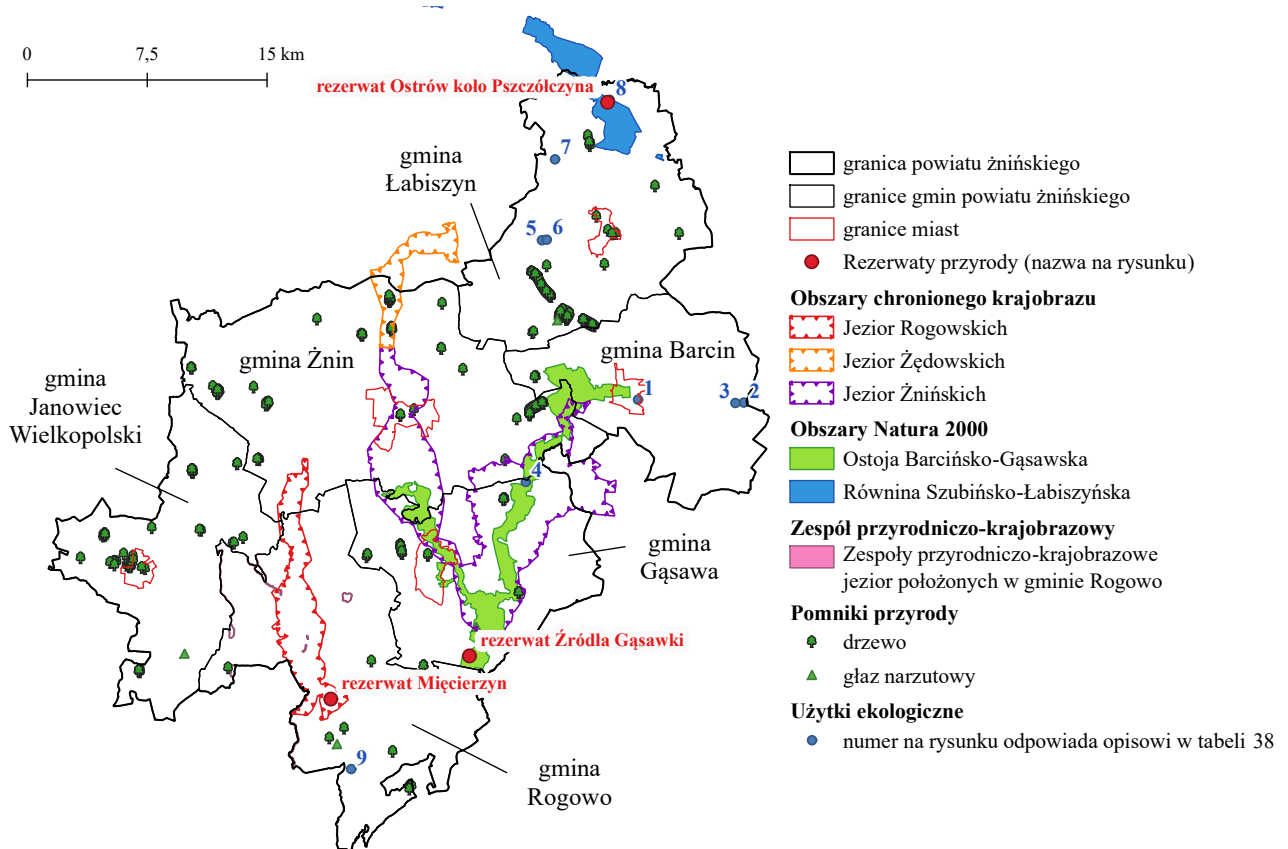 0 7,5 15 km
rezerwat Ostrów koło Pszczółczyna
8
7
gmina
Łabiszyn
5 6
gmina Żnin
gmina Barcin
1
3 2
gmina
Janowiec
Wielkopolski
4
gmina
Gąsawa
rezerwat Źródła Gąsawki
rezerwat Mięcierzyn
9
gmina
Rogowo
granica powiatu żnińskiego
granice gmin powiatu żnińskiego
granice miast
Rezerwaty przyrody (nazwa na rysunku)
Obszary chronionego krajobrazu
Jezior Rogowskich
Jezior Żędowskich
Jezior Żnińskich
Obszary Natura 2000
Ostoja Barcińsko-Gąsawska
Równina Szubińsko-Łabiszyńska
Zespół przyrodniczo-krajobrazowy
Zespoły przyrodniczo-krajobrazowe
jezior położonych w gminie Rogowo
Pomniki przyrody
drzewo
głaz narzutowy
Użytki ekologiczne
numer na rysunku odpowiada opisowi w tabeli 38